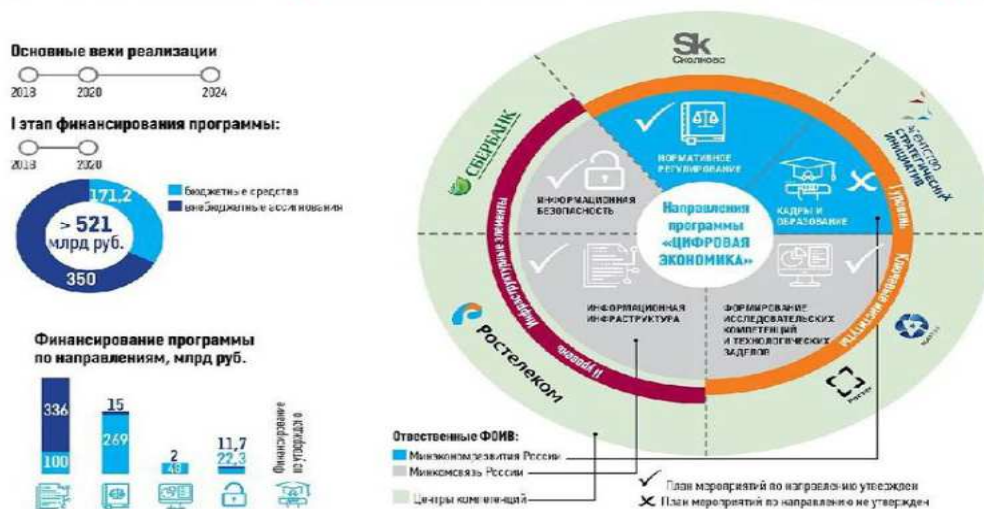 Основные вехи реализации
2018 2020 2024
I этап финансирования программы:
2018 2020
171,2
бюджетные средства
внебюджетные ассигнования
> 521
млрд руб.
350
Финансирование программы
по направлениям, млрд руб.
336
100
15
269
2
48
11,7
22,3
Финансирование
не утверждено
Sk
Сколково
СБЕРБАНК
АГЕНТСТВО
СТРАТЕГИЧЕСКИХ
ИНИЦИАТИВ
Ростелеком
НОРМАТИВНОЕ
РЕГУЛИРОВАНИЕ
ИНФОРМАЦИОННАЯ
БЕЗОПАСНОСТЬ
КАДРЫ И
ОБРАЗОВАНИЕ
Направления
программы
«ЦИФРОВАЯ
ЭКОНОМИКА»
ИНФОРМАЦИОННАЯ
ИНФРАСТРУКТУРА
ФОРМИРОВАНИЕ
ИССЛЕДОВАТЕЛЬСКИХ
КОМПЕТЕНЦИЙ
И ТЕХНОЛОГИЧЕСКИХ
ЗАДЕЛОВ
I уровень
Ключевые институты
Инфраструктурные элементы
II уровень
Ростех
Отвественные ФОИВ:
Минэкономразвития России
Минкомсвязь России
Центры компетенций
План мероприятий по направлению утвержден
План мероприятий по направлению не утвержден